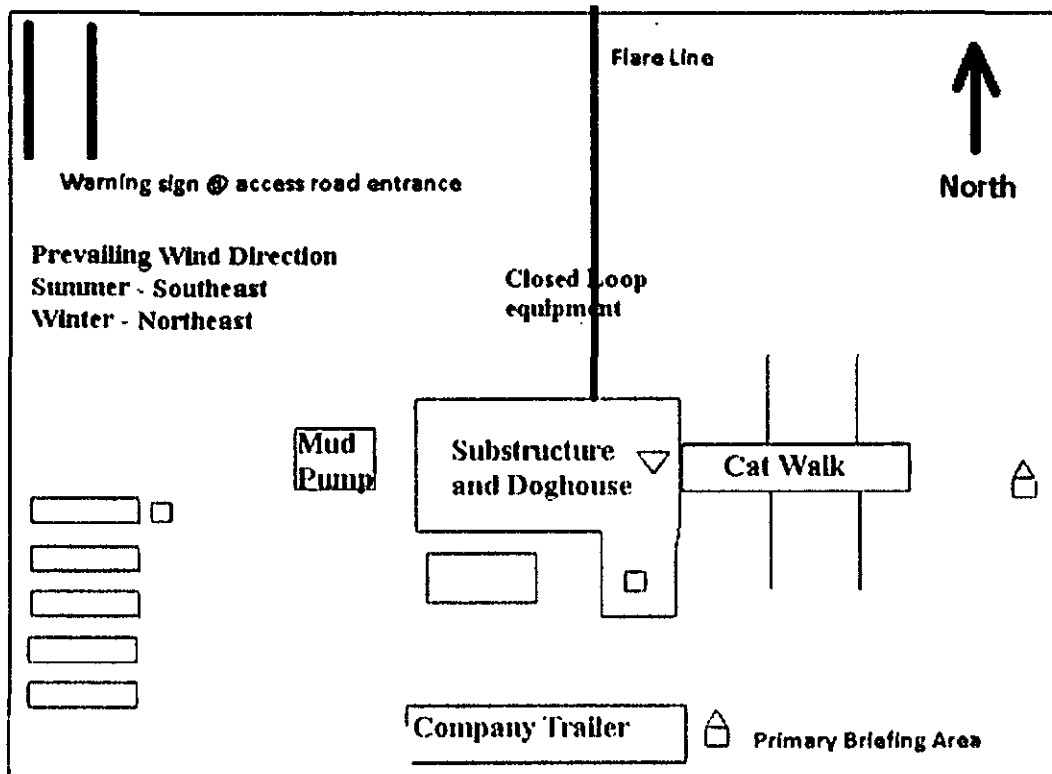 Flare Line
North
Warning sign @ access road entrance
Prevailing Wind Direction
Summer - Southeast
Winter - Northeast
Closed Loop
equipment
Mud
Pump
Substructure
and Doghouse
Cat Walk
Company Trailer
Primary Briefing Area